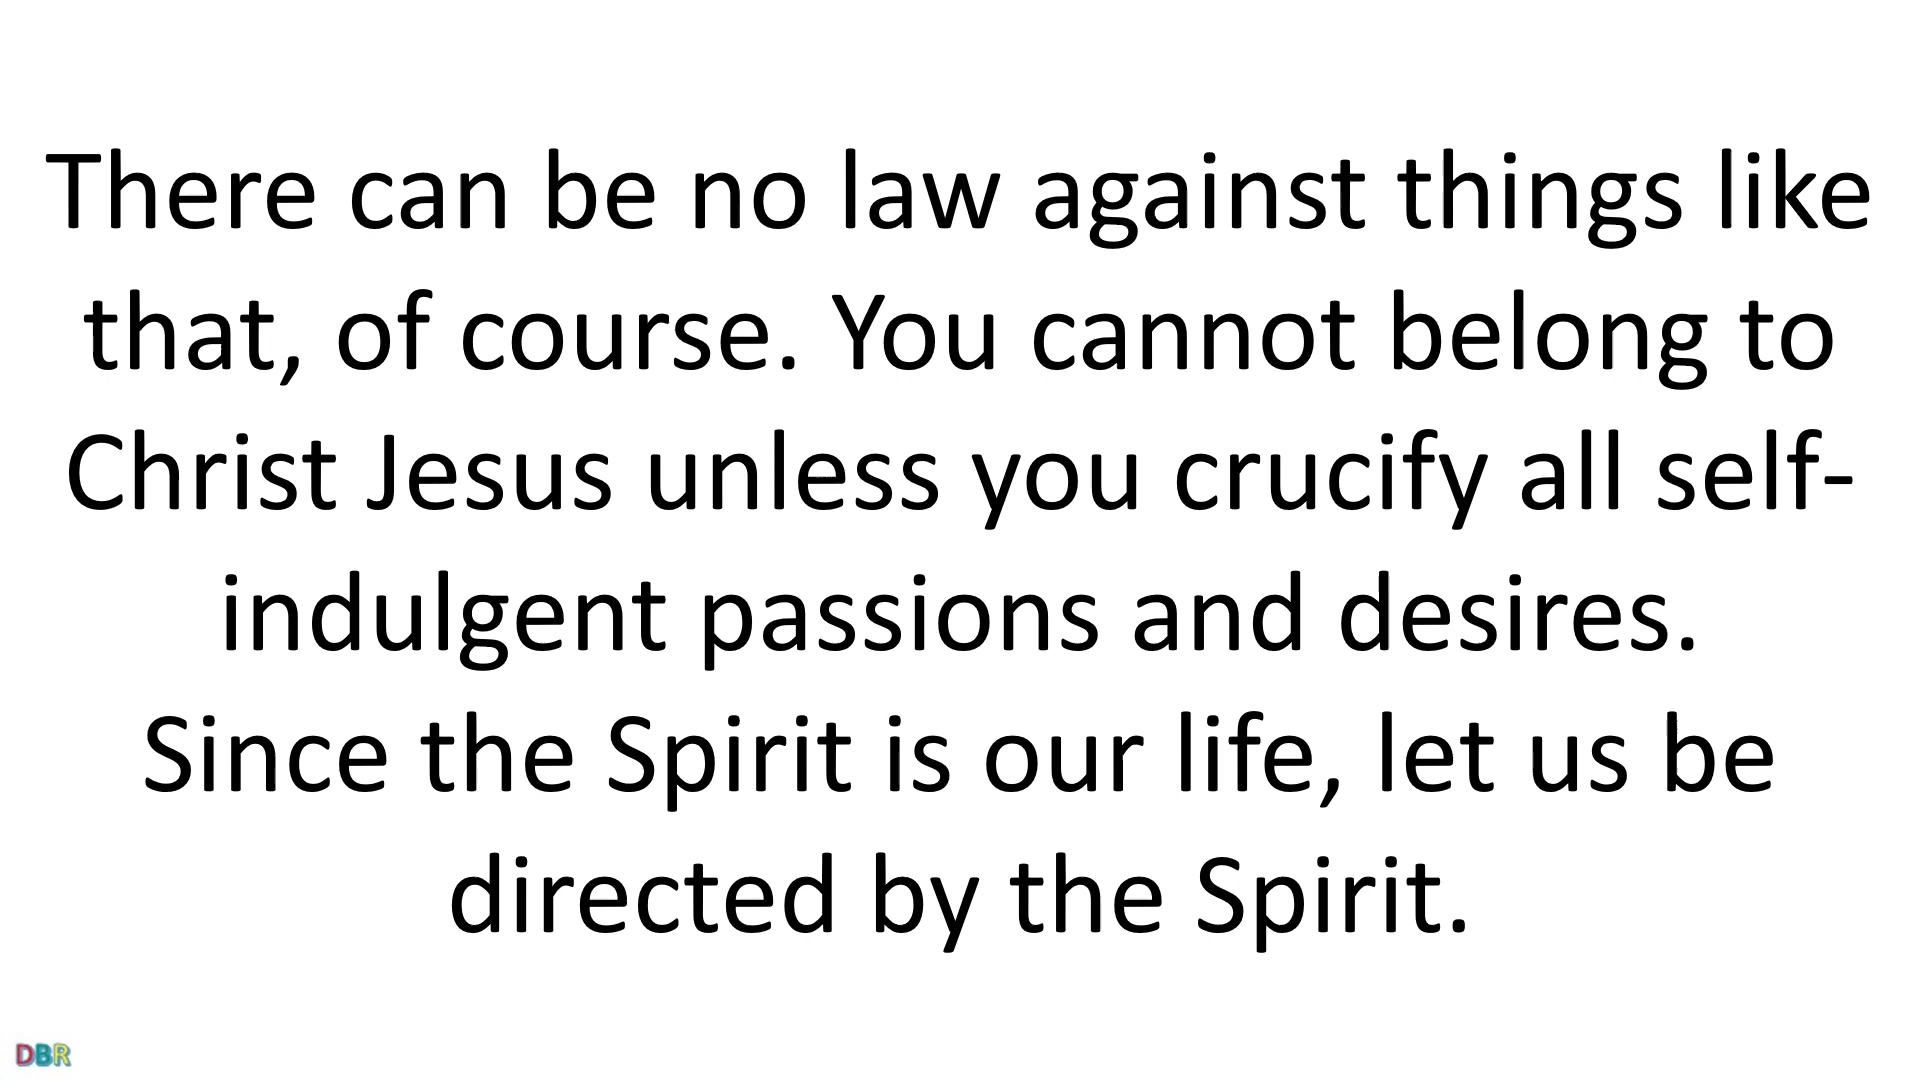 There can be no law against things like
that, of course. You cannot belong to
Christ Jesus unless you crucify all self-
indulgent passions and desires.
Since the Spirit is our life, let us be
directed by the Spirit.
DBR